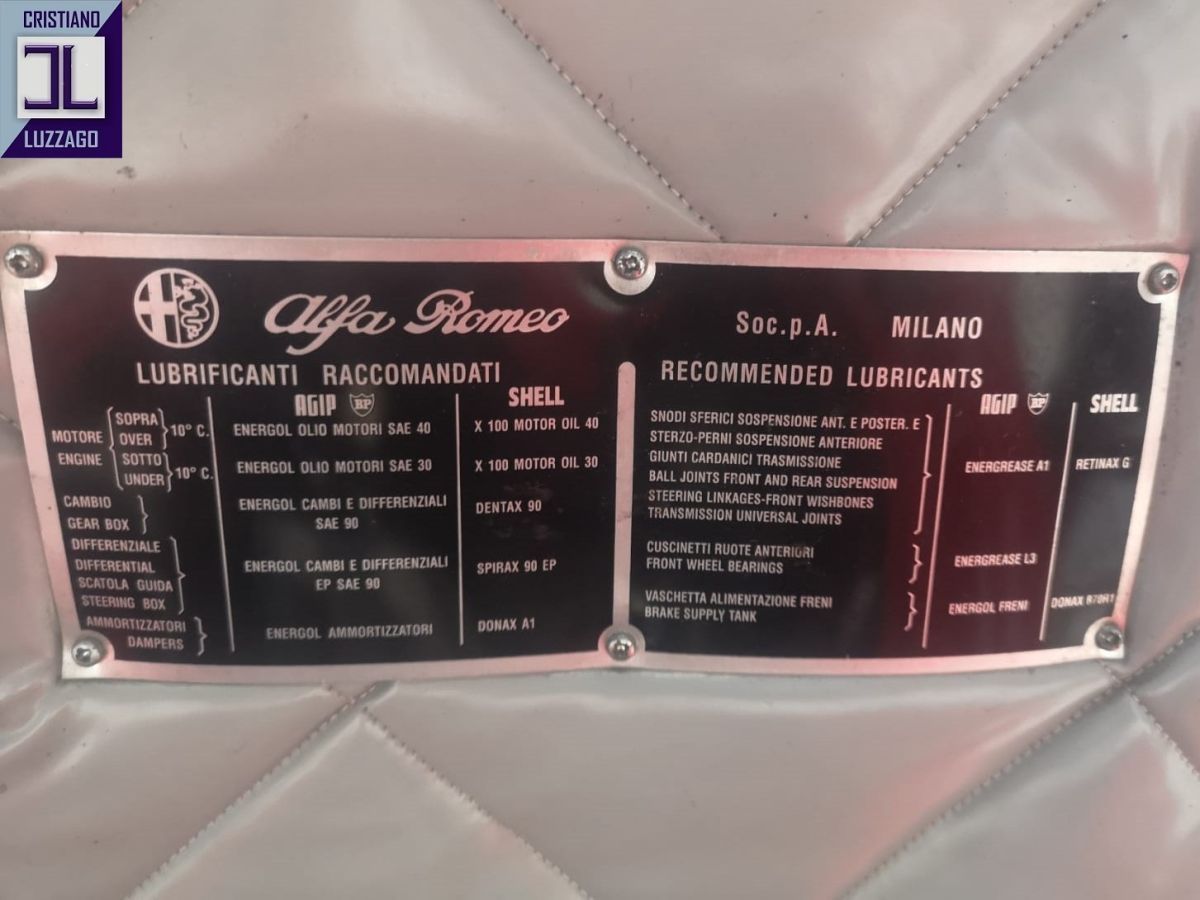 CRISTIANO
CL
LUZZAGO
Alfa Romeo
Soc.p.A. MILANO
LUBRIFICANTI RACCOMANDATI
AGIP BP
SHELL
MOTORE
ENGINE
SOPRA
OVER
10° C.
ENERGOL OLIO MOTORI SAE 40
X 100 MOTOR OIL 40
SOTTO
UNDER
10° C.
ENERGOL OLIO MOTORI SAE 30
X 100 MOTOR OIL 30
CAMBIO
GEAR BOX
ENERGOL CAMBI E DIFFERENZIALI
SAE 90
DENTAX 90
DIFFERENZIALE
DIFFERENTIAL
SCATOLA GUIDA
STEERING BOX
ENERGOL CAMBI E DIFFERENZIALI
EP SAE 90
SPIRAX 90 EP
AMMORTIZZATORI
DAMPERS
ENERGOL AMMORTIZZATORI
DONAX A1
RECOMMENDED LUBRICANTS
AGIP BP
SHELL
SNODI SFERICI SOSPENSIONE ANT. E POSTER. E
STERZO-PERNI SOSPENSIONE ANTERIORE
GIUNTI CARDANICI TRASMISSIONE
BALL JOINTS FRONT AND REAR SUSPENSION
STEERING LINKAGES-FRONT WISHBONES
TRANSMISSION UNIVERSAL JOINTS
ENERGREASE A1
RETINAX G
CUSCINETTI RUOTE ANTERIORI
FRONT WHEEL BEARINGS
ENERGREASE L3
VASCHETTA ALIMENTAZIONE FRENI
BRAKE SUPPLY TANK
ENERGOL FRENI
DONAX